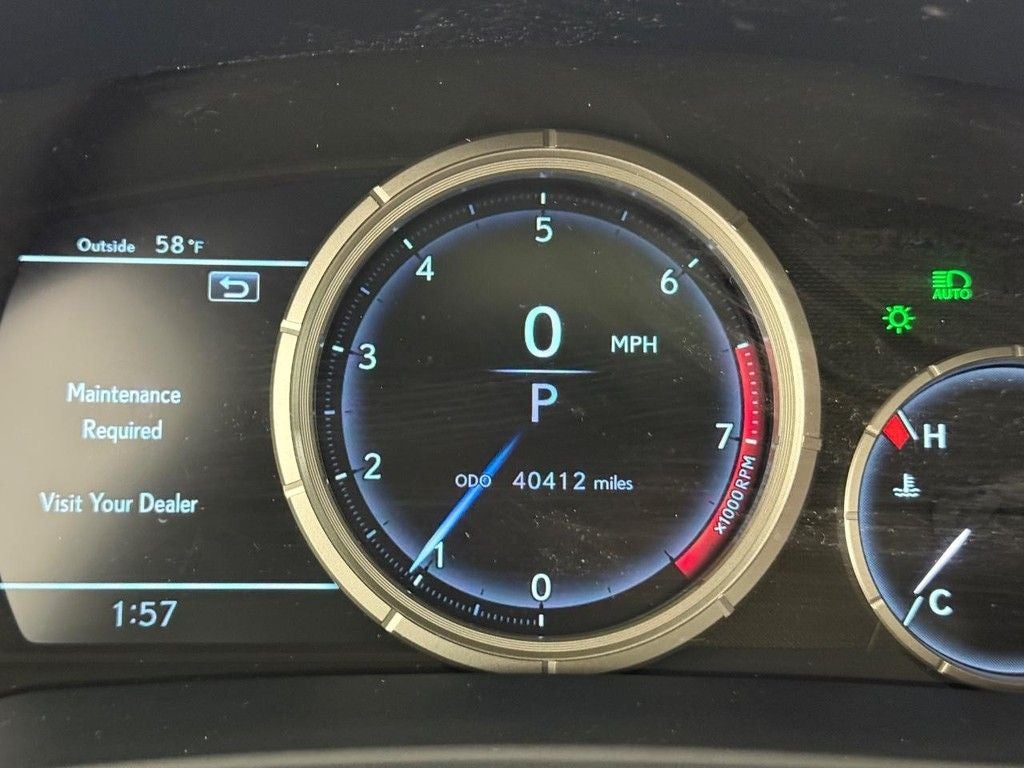 Outside 58°F
Maintenance
Required
Visit Your Dealer
1:57
5
4
6
0 MPH
3
P
7
2
ODO 40412 miles
x1000RPM
1
0
AUTO
H
C